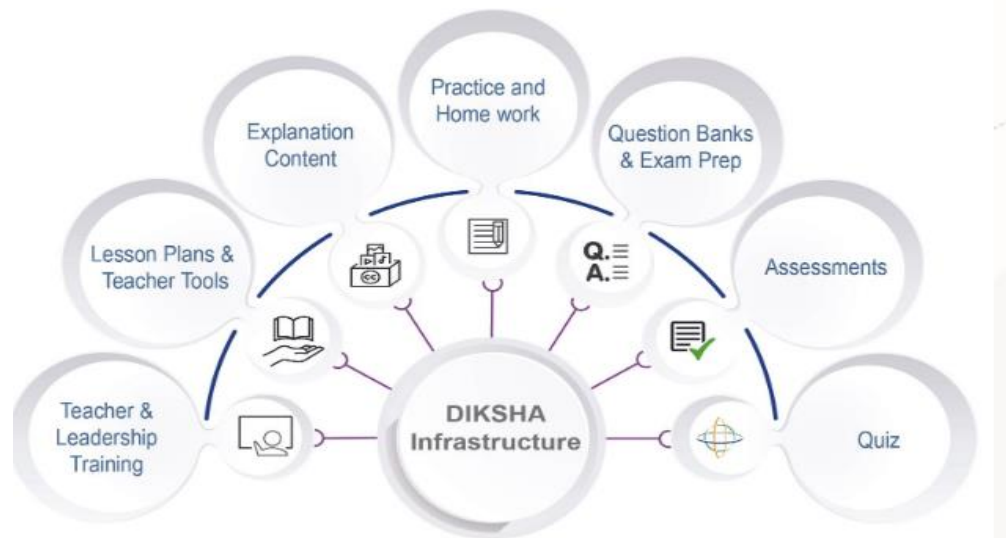 Practice and
Home work
Explanation
Content
Question Banks
& Exam Prep
Lesson Plans &
Teacher Tools
Q.
A.
Assessments
cc
Teacher &
Leadership
Training
DIKSHA
Infrastructure
Quiz